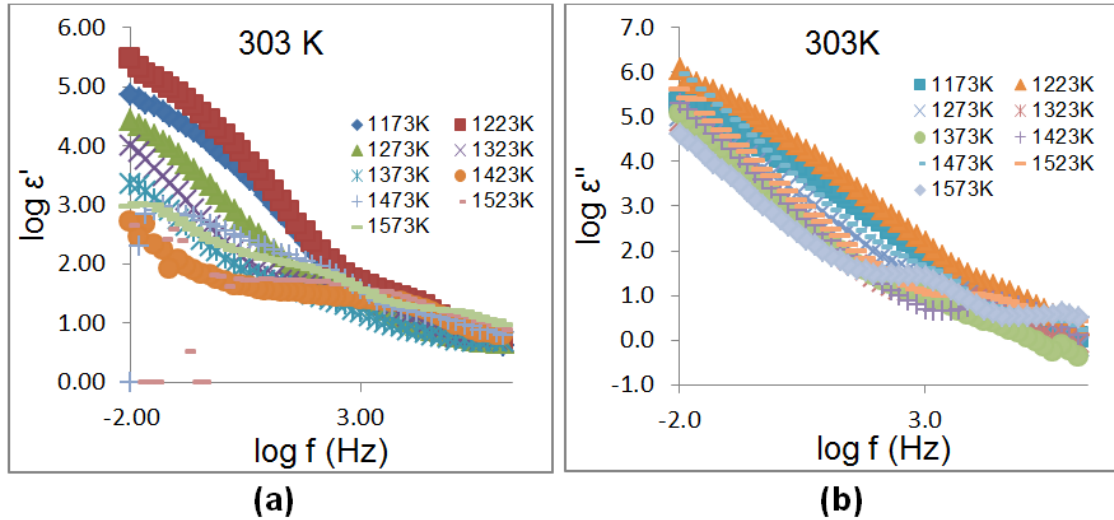 303 K
6.00
5.00
4.00
3.00
2.00
1.00
0.00
-2.00
3.00
log ε'
log f (Hz)
1173K
1223K
1273K
1323K
1373K
1423K
1473K
1523K
1573K
(a)
303K
7.0
6.0
5.0
4.0
3.0
2.0
1.0
0.0
-1.0
-2.0
3.0
log ε"
log f (Hz)
1173K
1223K
1273K
1323K
1373K
1423K
1473K
1523K
1573K
(b)